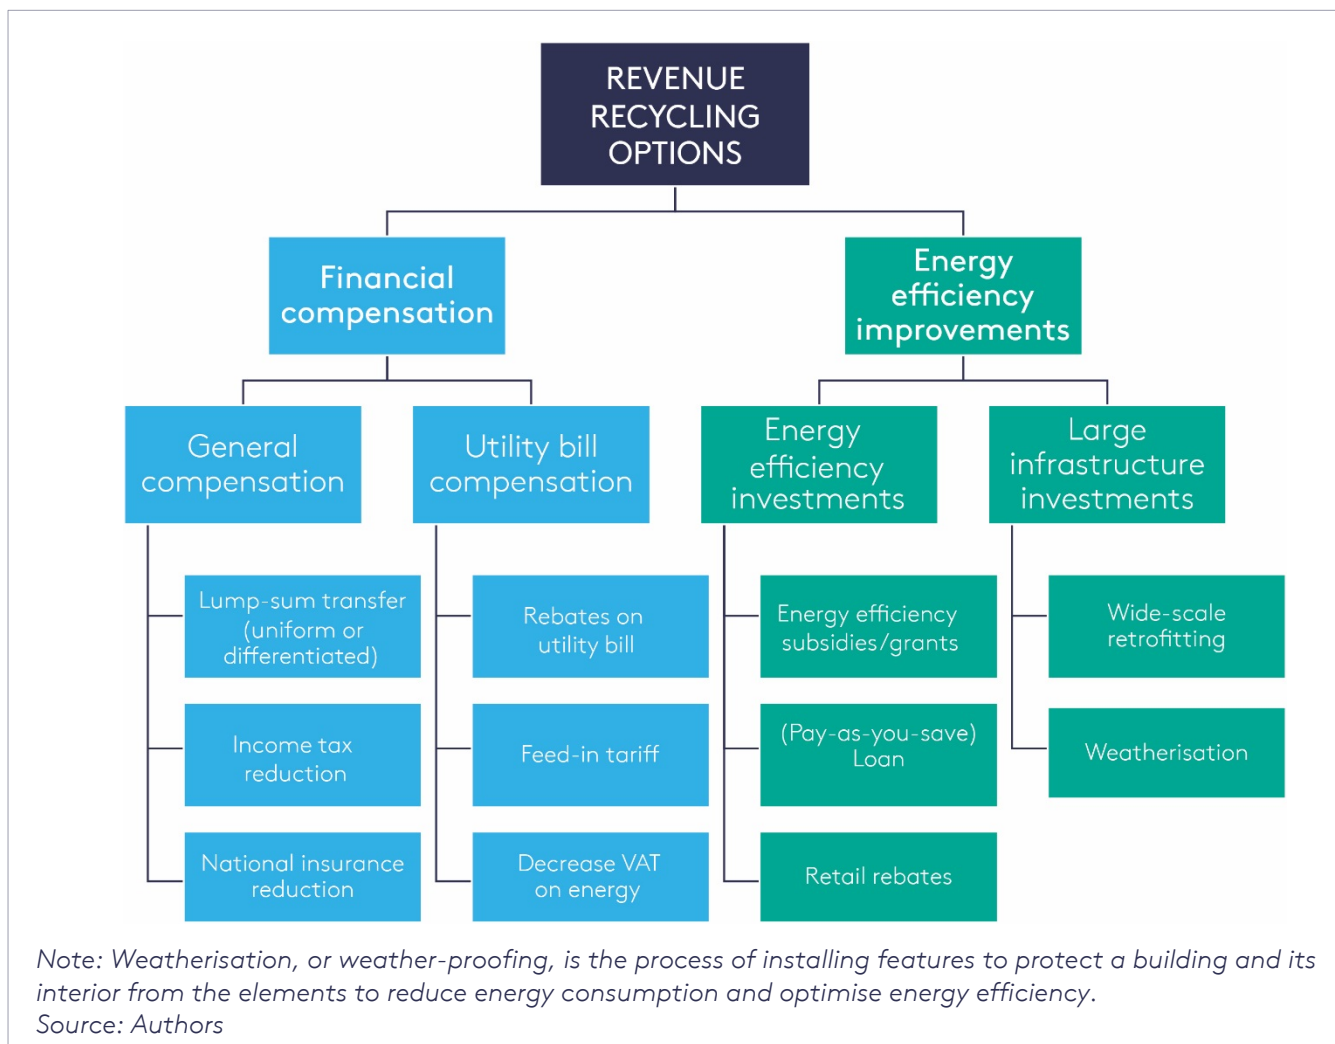 REVENUE
RECYCLING
OPTIONS
Financial
compensation
Energy
efficiency
improvements
General
compensation
Utility bill
compensation
Energy
efficiency
investments
Large
infrastructure
investments
Lump-sum transfer
(uniform or
differentiated)
Income tax
reduction
National insurance
reduction
Rebates on
utility bill
Feed-in tariff
Decrease VAT
on energy
Energy efficiency
subsidies/grants
(Pay-as-you-save)
Loan
Retail rebates
Wide-scale
retrofitting
Weatherisation
Note: Weatherisation, or weather-proofing, is the process of installing features to protect a building and its
interior from the elements to reduce energy consumption and optimise energy efficiency.
Source: Authors